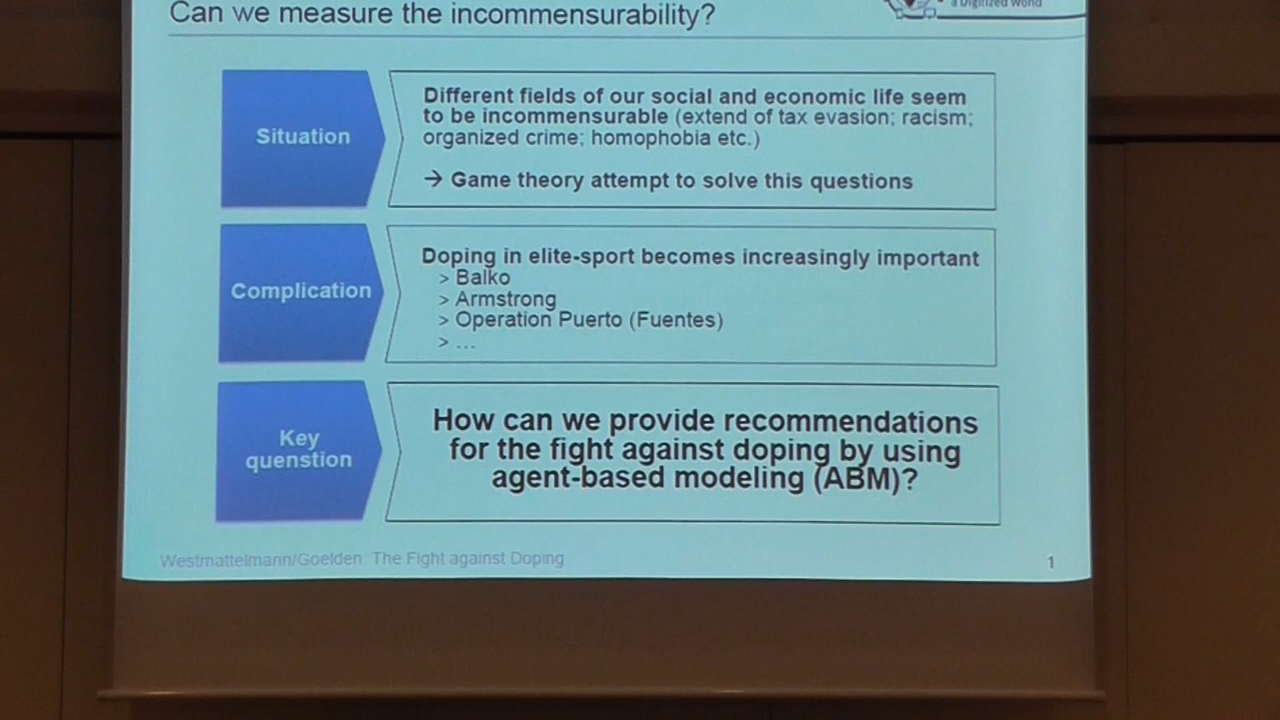 Can we measure the incommensurability?
a Digitized World
Situation
Different fields of our social and economic life seem
to be incommensurable (extend of tax evasion; racism;
organized crime; homophobia etc.)
→ Game theory attempt to solve this questions
Complication
Doping in elite-sport becomes increasingly important
> Balko
> Armstrong
> Operation Puerto (Fuentes)
> ...
Key
quenstion
How can we provide recommendations
for the fight against doping by using
agent-based modeling (ABM)?
Westmattelmann/Goelden: The Fight against Doping
1